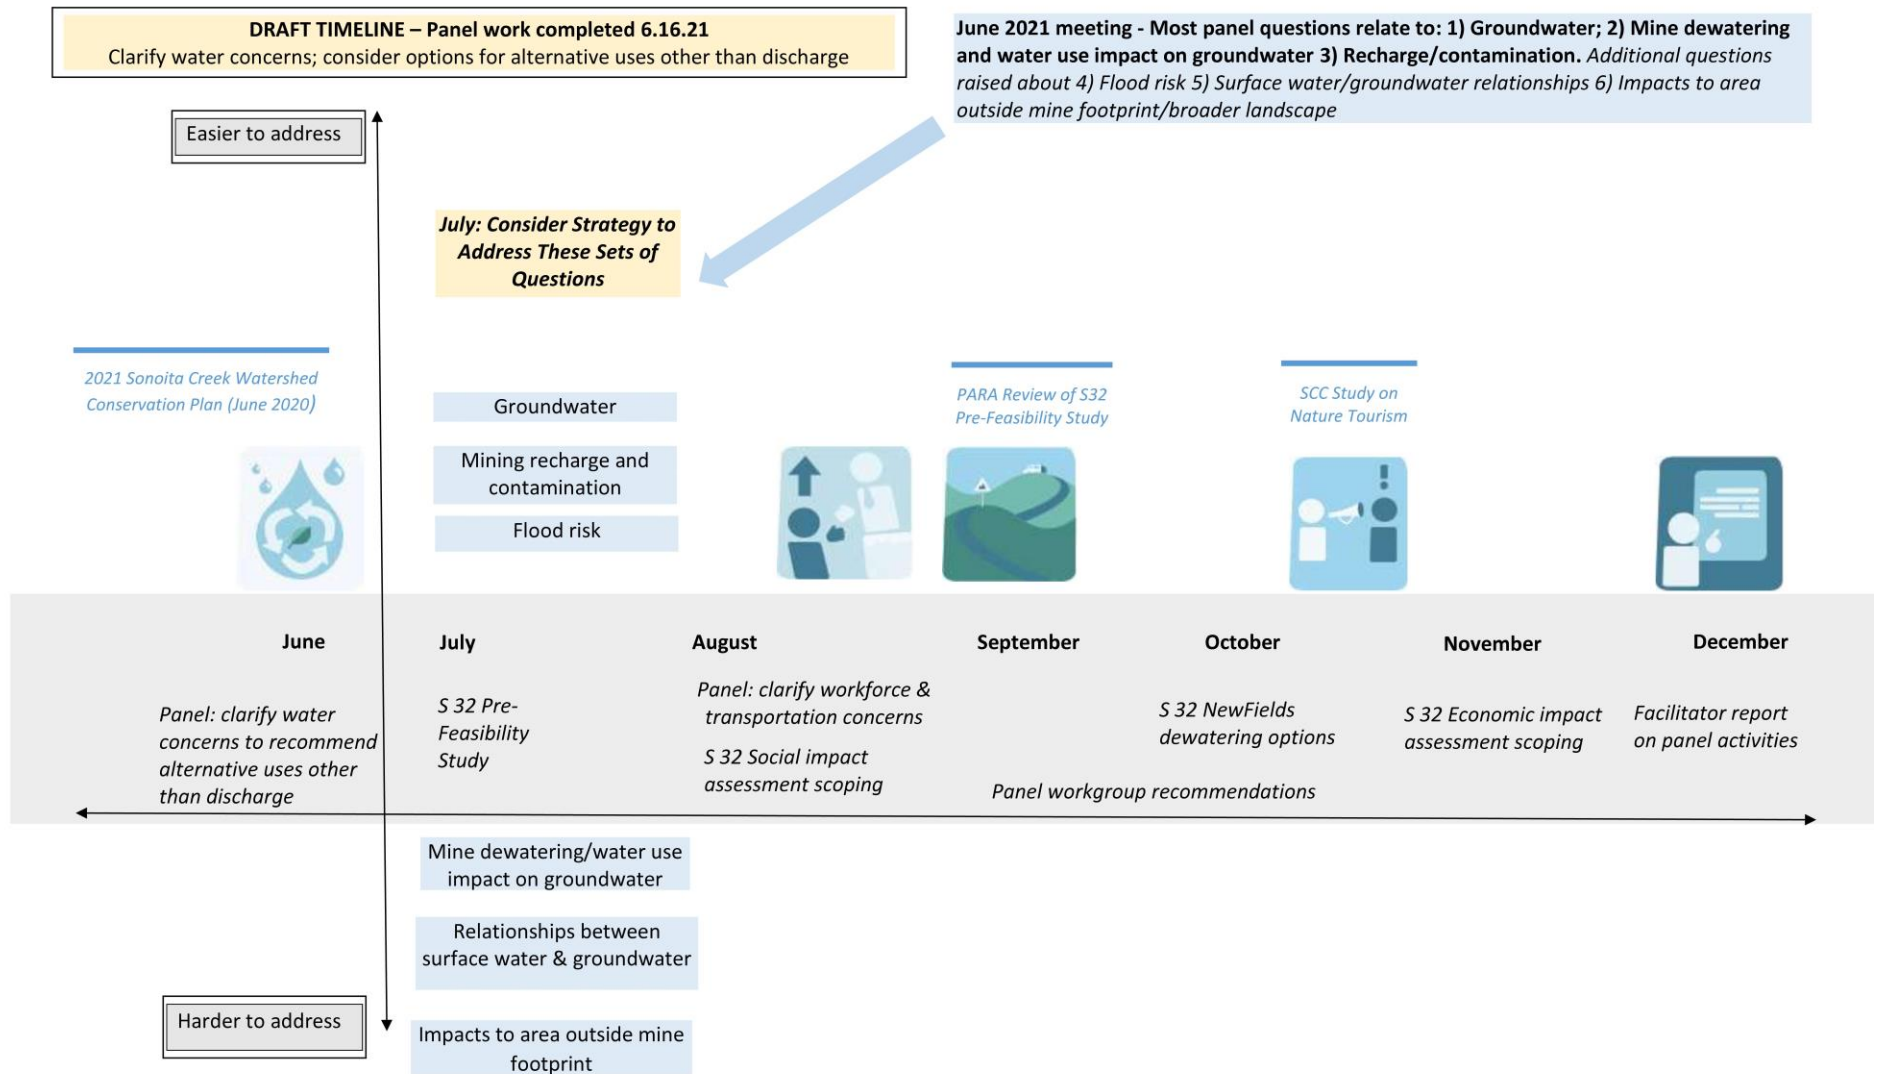 DRAFT TIMELINE – Panel work completed 6.16.21
Clarify water concerns; consider options for alternative uses other than discharge
June 2021 meeting - Most panel questions relate to: 1) Groundwater; 2) Mine dewatering
and water use impact on groundwater 3) Recharge/contamination. Additional questions
raised about 4) Flood risk 5) Surface water/groundwater relationships 6) Impacts to area
outside mine footprint/broader landscape
Easier to address
July: Consider Strategy to
Address These Sets of
Questions
2021 Sonoita Creek Watershed
Conservation Plan (June 2020)
Groundwater
Mining recharge and
contamination
Flood risk
PARA Review of S32
Pre-Feasibility Study
SCC Study on
Nature Tourism
June
July
August
September
October
November
December
Panel: clarify water
concerns to recommend
alternative uses other
than discharge
S 32 Pre-
Feasibility
Study
Panel: clarify workforce &
transportation concerns
S 32 Social impact
assessment scoping
S 32 NewFields
dewatering options
Panel workgroup recommendations
S 32 Economic impact
assessment scoping
Facilitator report
on panel activities
Mine dewatering/water use
impact on groundwater
Relationships between
surface water & groundwater
Harder to address
Impacts to area outside mine
footprint